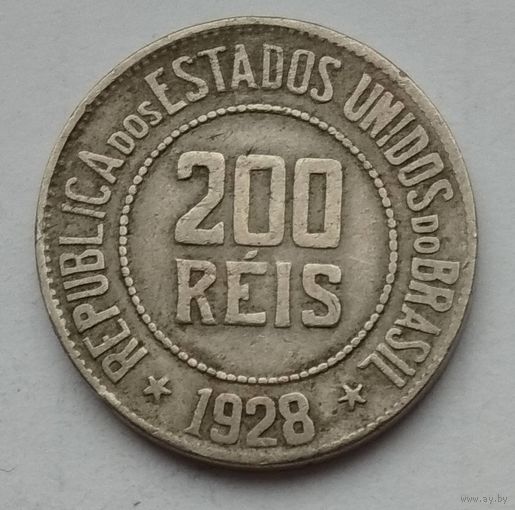 REPUBLICA DOS ESTADOS UNIDOS DO BRASIL
200
RÉIS
* 1928 *
www.ay.by